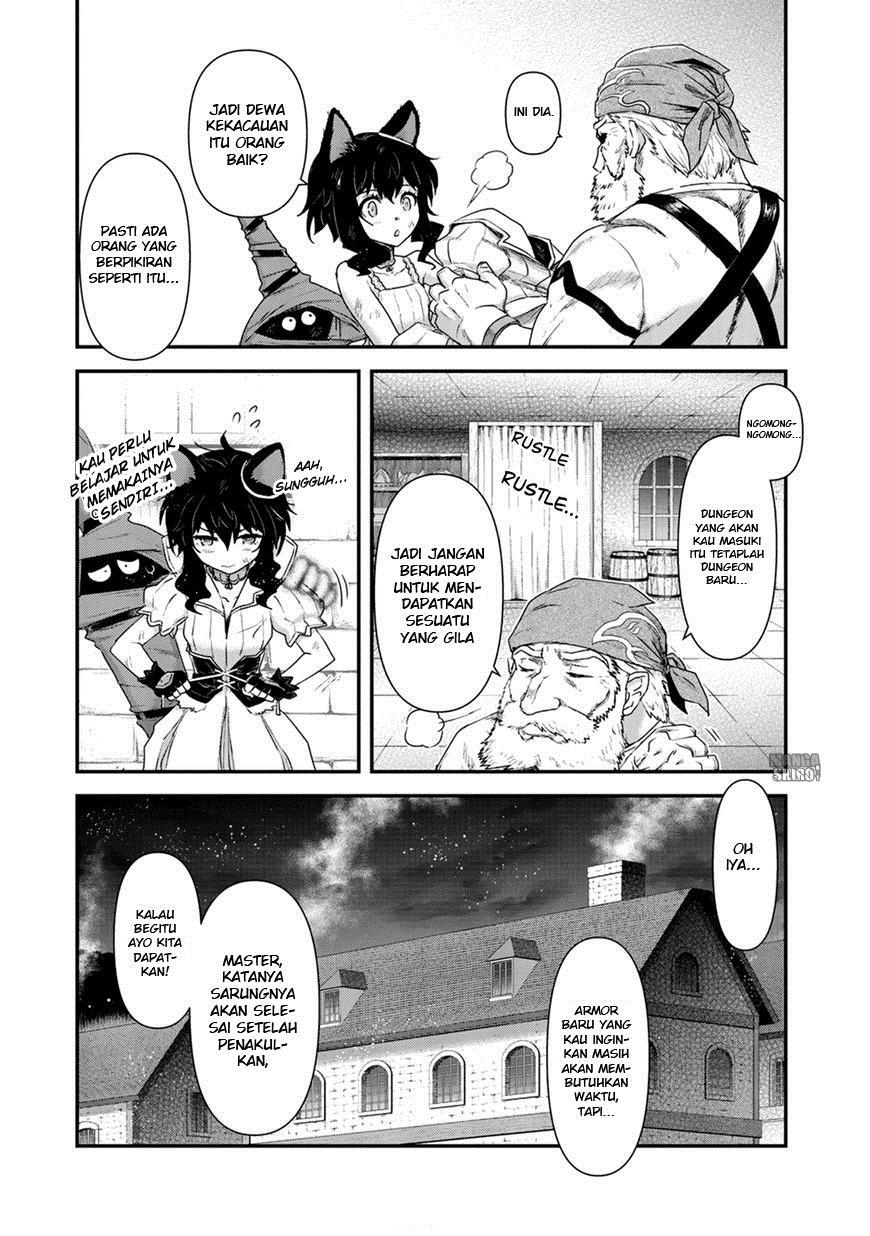 INI DIA.
JADI DEWA
KEKACAUAN
ITU ORANG
BAIK?
PASTI ADA
ORANG YANG
BERPIKIRAN
SEPERTI ITU...
NGOMONG-
NGOMONG...
DUNGEON
YANG AKAN
KAU MASUKI
ITU TETAPLAH
DUNGEON
BARU...
RUSTLE
RUSTLE...
JADI JANGAN
BERHARAP
UNTUK MEN-
DAPATKAN
SESUATU
YANG GILA
AAH,
SUNGGUH...
KAU PERLU
BELAJAR UNTUK
MEMAKAINYA
SENDIRI...
MANGA
SHIRO!
OH
IYA...
ARMOR
BARU YANG
KAU INGIN-
KAN MASIH
AKAN MEM-
BUTUHKAN
WAKTU,
TAPI...
MASTER,
KATANYA
SARUNGNYA
AKAN SELE-
SAI SETELAH
PENAKUL-
KAN,
KALAU
BEGITU
AYO KITA
DAPAT-
KAN!